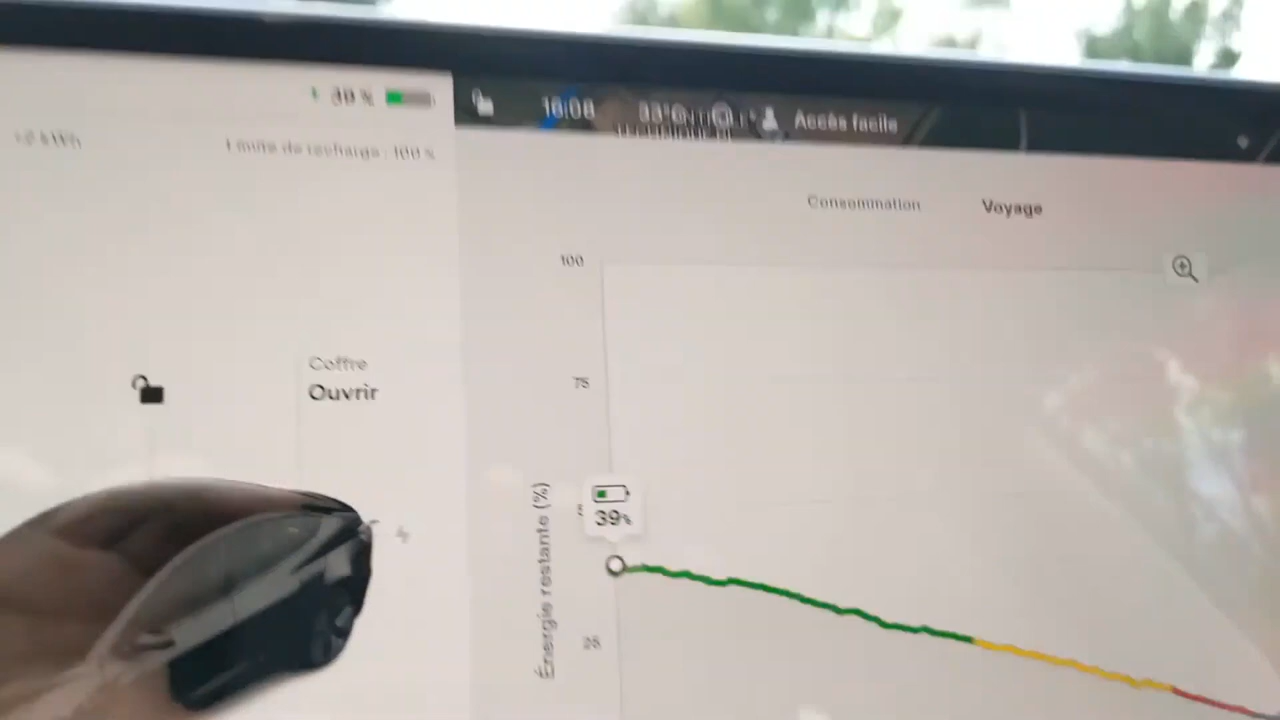 39 %
Limite de recharge : 100 %
16:08
33°C
Accès facile
Consommation
Voyage
100
75
39%
25
Énergie restante (%)
Coffre
Ouvrir